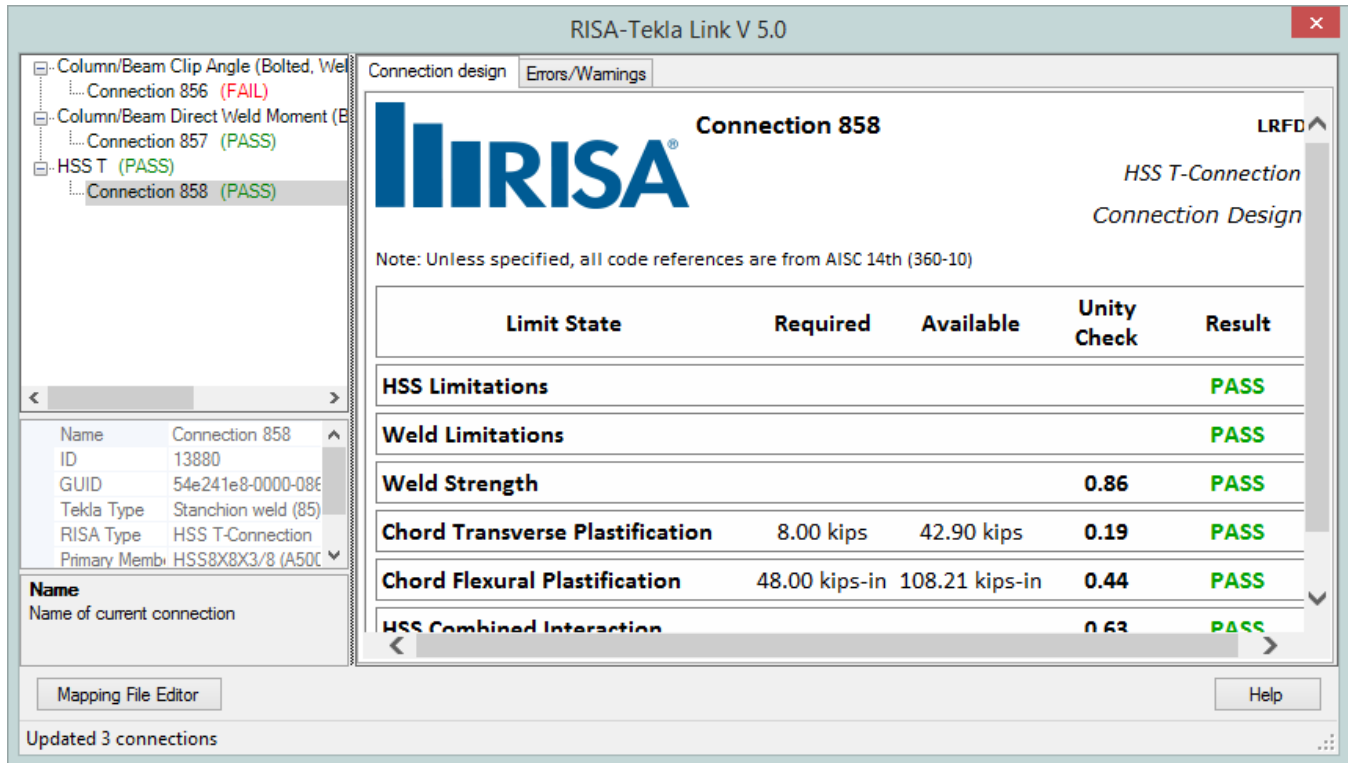 RISA-Tekla Link V 5.0
Column/Beam Clip Angle (Bolted, Wel
Connection 856 (FAIL)
Column/Beam Direct Weld Moment (B
Connection 857 (PASS)
HSS T (PASS)
Connection 858 (PASS)
Name Connection 858
ID 13880
GUID 54e241e8-0000-086
Tekla Type Stanchion weld (85)
RISA Type HSS T-Connection
Primary Memb HSS8X8X3/8 (A500
Name
Name of current connection
Connection design Errors/Warnings
RISA®
Connection 858
LRFD
HSS T-Connection
Connection Design
Note: Unless specified, all code references are from AISC 14th (360-10)
Limit State Required Available Unity Check Result
HSS Limitations PASS
Weld Limitations PASS
Weld Strength 0.86 PASS
Chord Transverse Plastification 8.00 kips 42.90 kips 0.19 PASS
Chord Flexural Plastification 48.00 kips-in 108.21 kips-in 0.44 PASS
HSS Combined Interaction 0.63 PASS
Mapping File Editor Help
Updated 3 connections